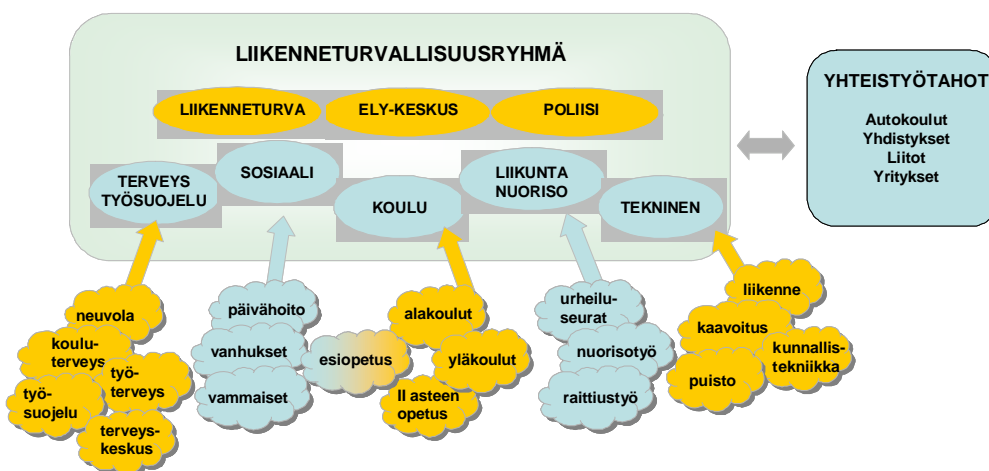 LIIKENNETURVALLISUUSRYHMÄ
LIIKENNETURVA
ELY-KESKUS
POLIISI
TERVEYS
TYÖSUOJELU
SOSIAALI
KOULU
LIIKUNTA
NUORISO
TEKNINEN
YHTEISTYÖTAHOT
Autokoulut
Yhdistykset
Liitot
Yritykset
neuvola
koulu-
terveys
työ-
terveys
työ-
suojelu
terveys-
keskus
päivähoito
vanhukset
vammaiset
esiopetus
alakoulut
yläkoulut
II asteen
opetus
urheilu-
seurat
nuorisotyö
raittiustyö
liikenne
kaavoitus
kunnallis-
tekniikka
puisto